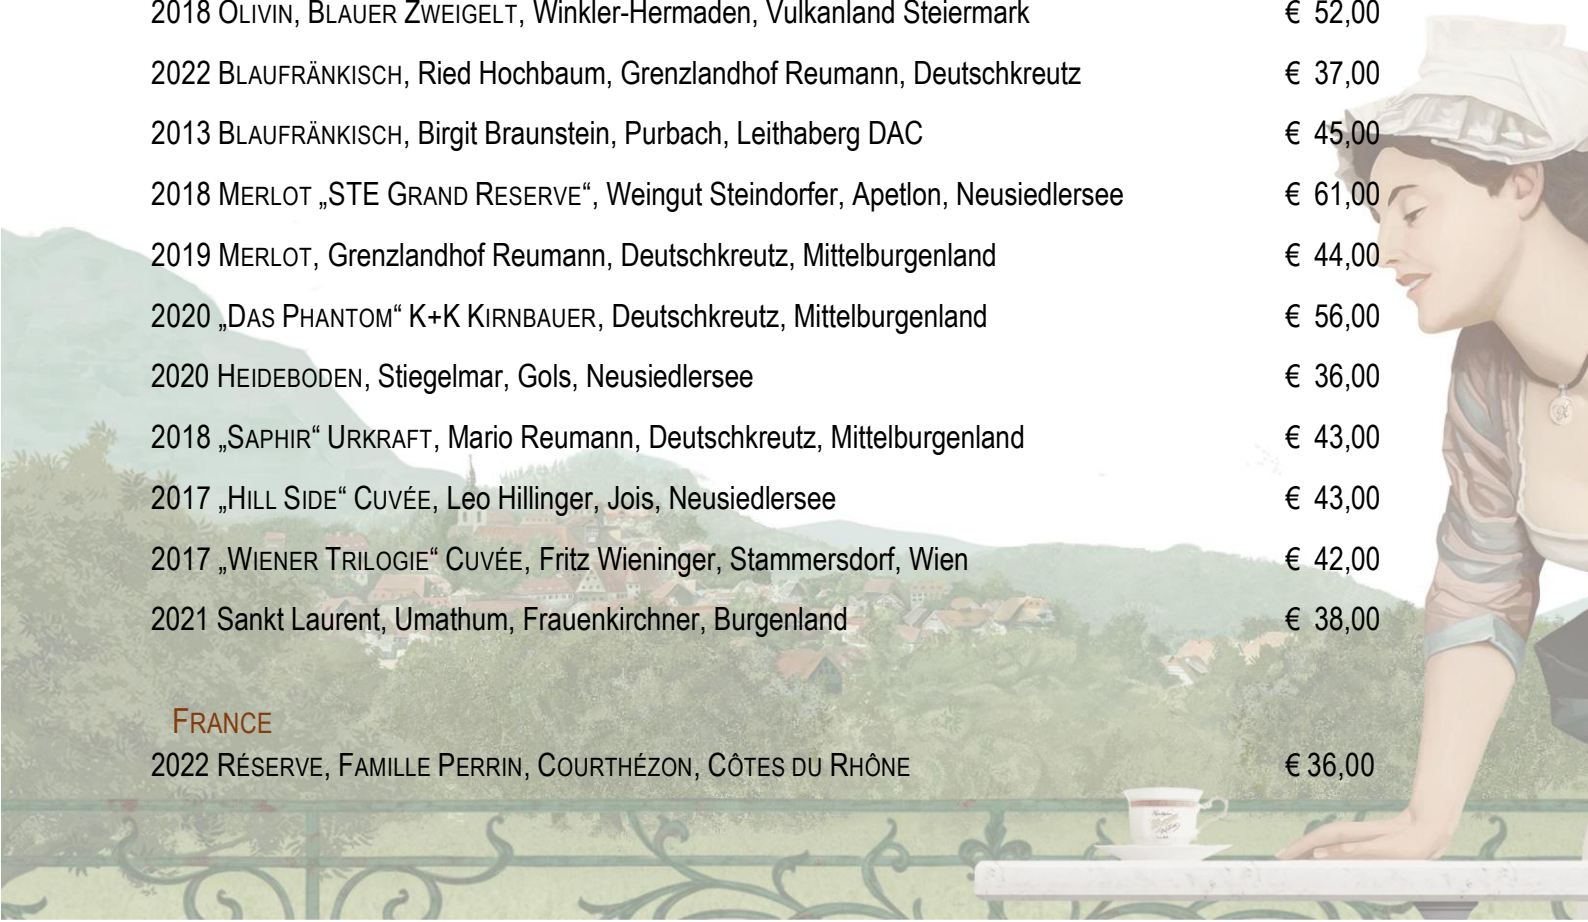 2018 OLIVIN, BLAUER ZWEIGELT, Winkler-Hermaden, Vulkanland Steiermark € 52,00
2022 BLAUFRÄNKISCH, Ried Hochbaum, Grenzlandhof Reumann, Deutschkreutz € 37,00
2013 BLAUFRÄNKISCH, Birgit Braunstein, Purbach, Leithaberg DAC € 45,00
2018 MERLOT „STE GRAND RESERVE“, Weingut Steindorfer, Apetlon, Neusiedlersee € 61,00
2019 MERLOT, Grenzlandhof Reumann, Deutschkreutz, Mittelburgenland € 44,00
2020 „DAS PHANTOM“ K+K KIRNBAUER, Deutschkreutz, Mittelburgenland € 56,00
2020 HEIDEBODEN, Stiegelmar, Gols, Neusiedlersee € 36,00
2018 „SAPHIR“ URKRAFT, Mario Reumann, Deutschkreutz, Mittelburgenland € 43,00
2017 „HILL SIDE“ CUVÉE, Leo Hillinger, Jois, Neusiedlersee € 43,00
2017 „WIENER TRILOGIE“ CUVÉE, Fritz Wieninger, Stammersdorf, Wien € 42,00
2021 Sankt Laurent, Umathum, Frauenkirchner, Burgenland € 38,00
FRANCE
2022 RÉSERVE, FAMILLE PERRIN, COURTHÉZON, CÔTES DU RHÔNE € 36,00